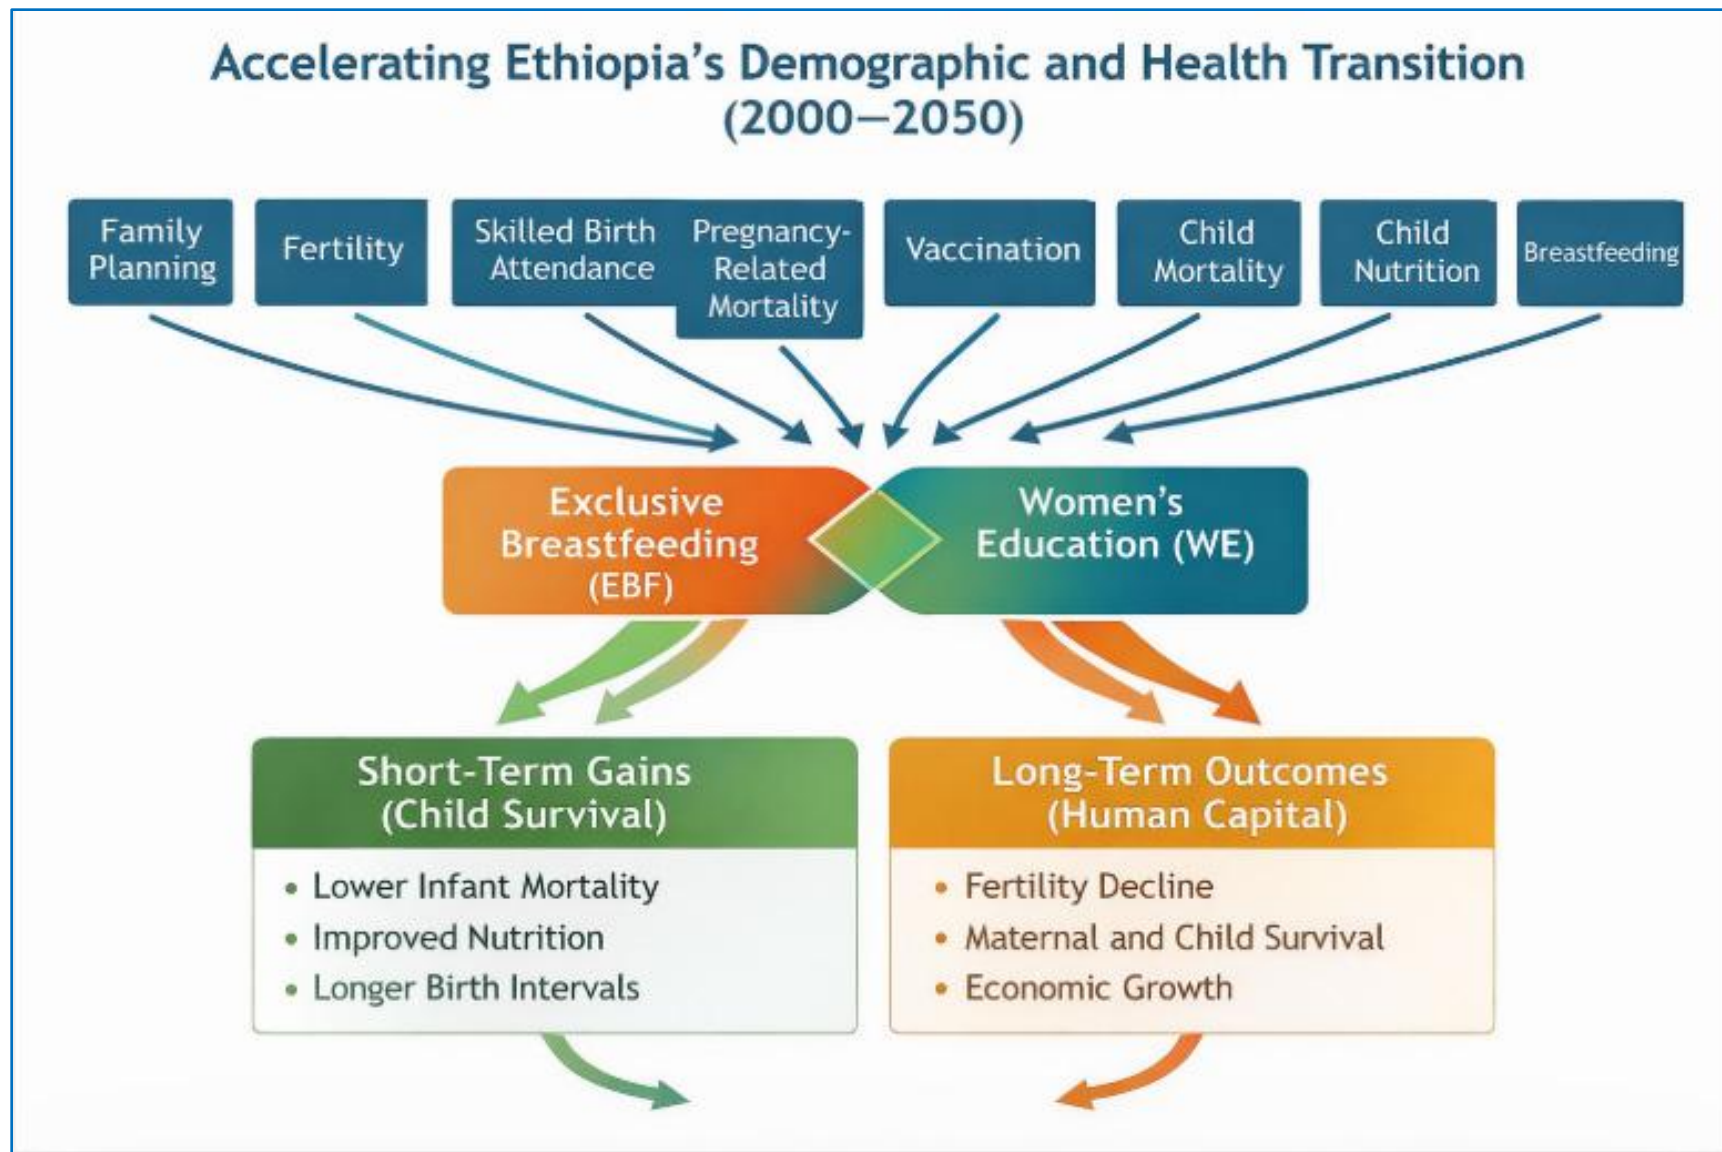 Accelerating Ethiopia's Demographic and Health Transition
(2000—2050)
Family
Planning
Fertility
Skilled Birth
Attendance
Pregnancy-
Related
Mortality
Vaccination
Child
Mortality
Child
Nutrition
Breastfeeding
Exclusive
Breastfeeding
(EBF)
Women's
Education (WE)
Short-Term Gains
(Child Survival)
• Lower Infant Mortality
• Improved Nutrition
• Longer Birth Intervals
Long-Term Outcomes
(Human Capital)
• Fertility Decline
• Maternal and Child Survival
• Economic Growth